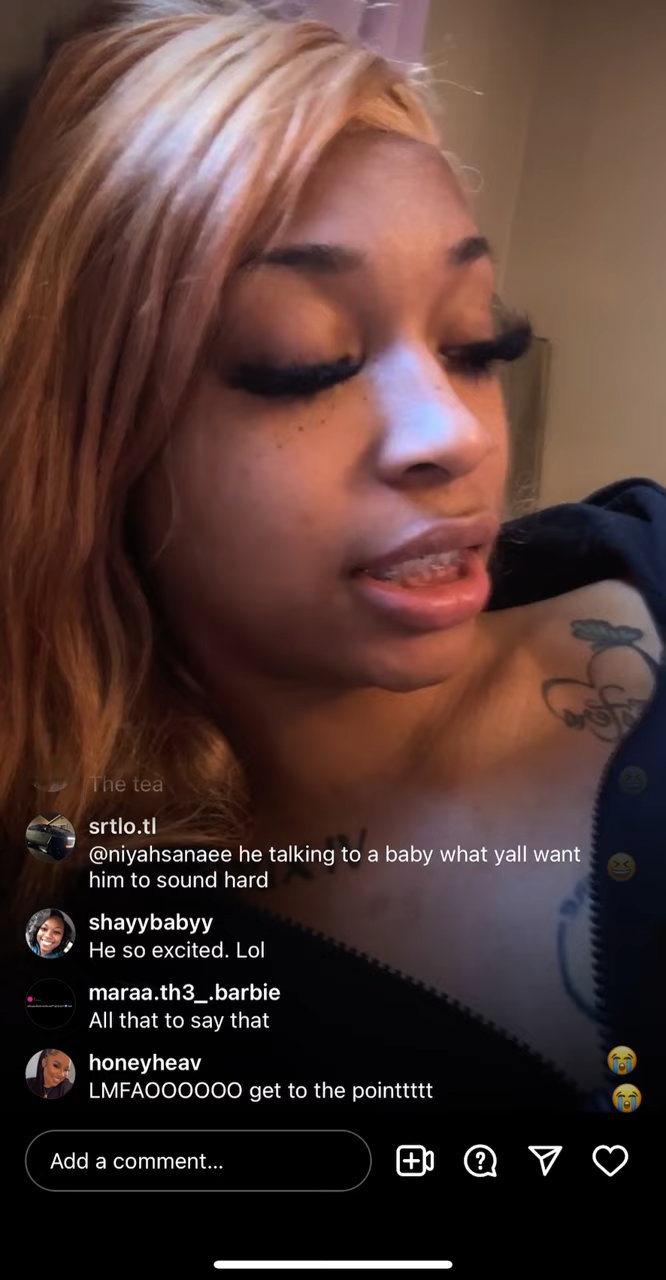 The tea
srtlo.tl
@niyahsanaee he talking to a baby what yall want
him to sound hard
shayybabyy
He so excited. Lol
maraa.th3_.barbie
All that to say that
honeyheav
LMFAOOOOOO get to the pointtttt
Add a comment...